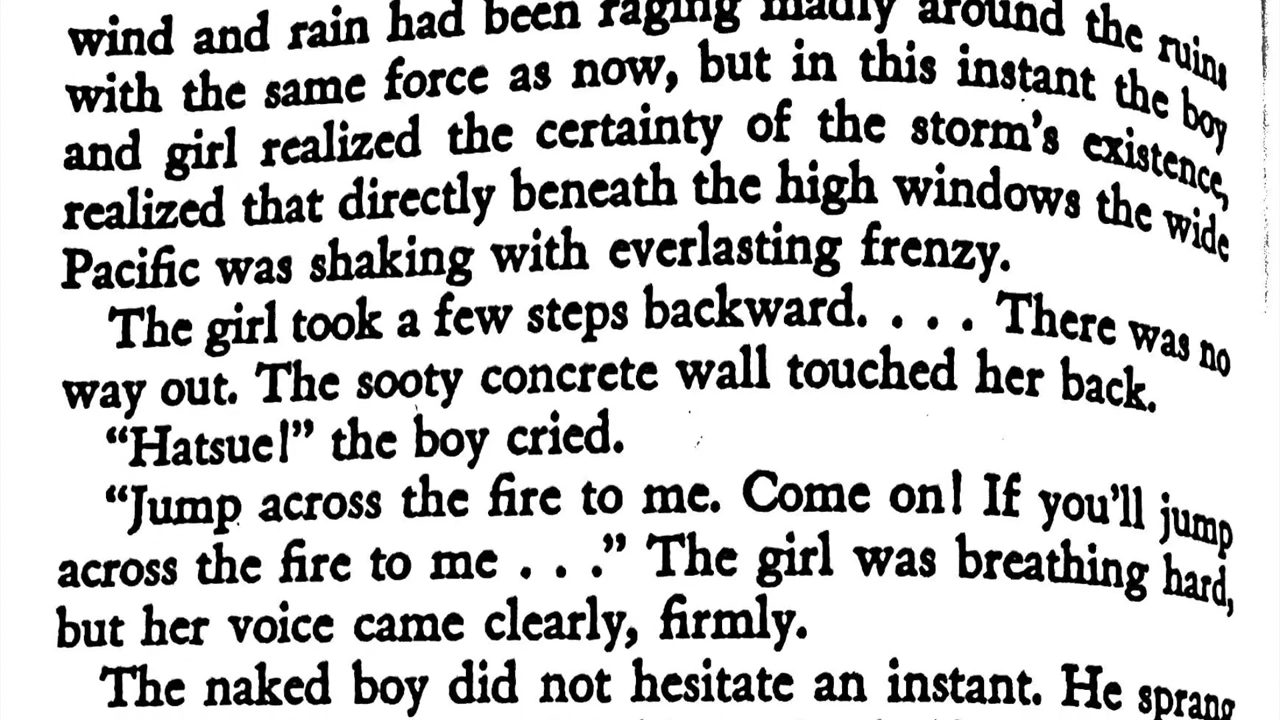 wind and rain had been raging madly around the ruins
with the same force as now, but in this instant the boy
and girl realized the certainty of the storm's existence,
realized that directly beneath the high windows the wide
Pacific was shaking with everlasting frenzy.
The girl took a few steps backward. . . . There was no
way out. The sooty concrete wall touched her back.
“Hatsue!” the boy cried.
“Jump across the fire to me. Come on! If you'll jump
across the fire to me . . .” The girl was breathing hard,
but her voice came clearly, firmly.
The naked boy did not hesitate an instant. He sprang